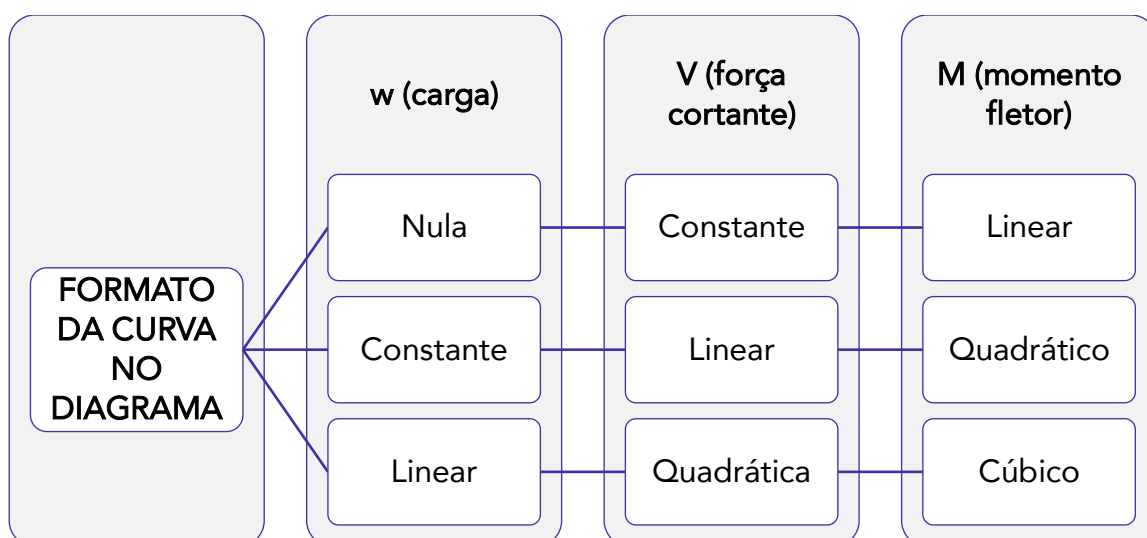 w (carga)
V (força
cortante)
M (momento
fletor)
FORMATO
DA CURVA
NO
DIAGRAMA
Nula
Constante
Linear
Constante
Linear
Quadrático
Linear
Quadrática
Cúbico